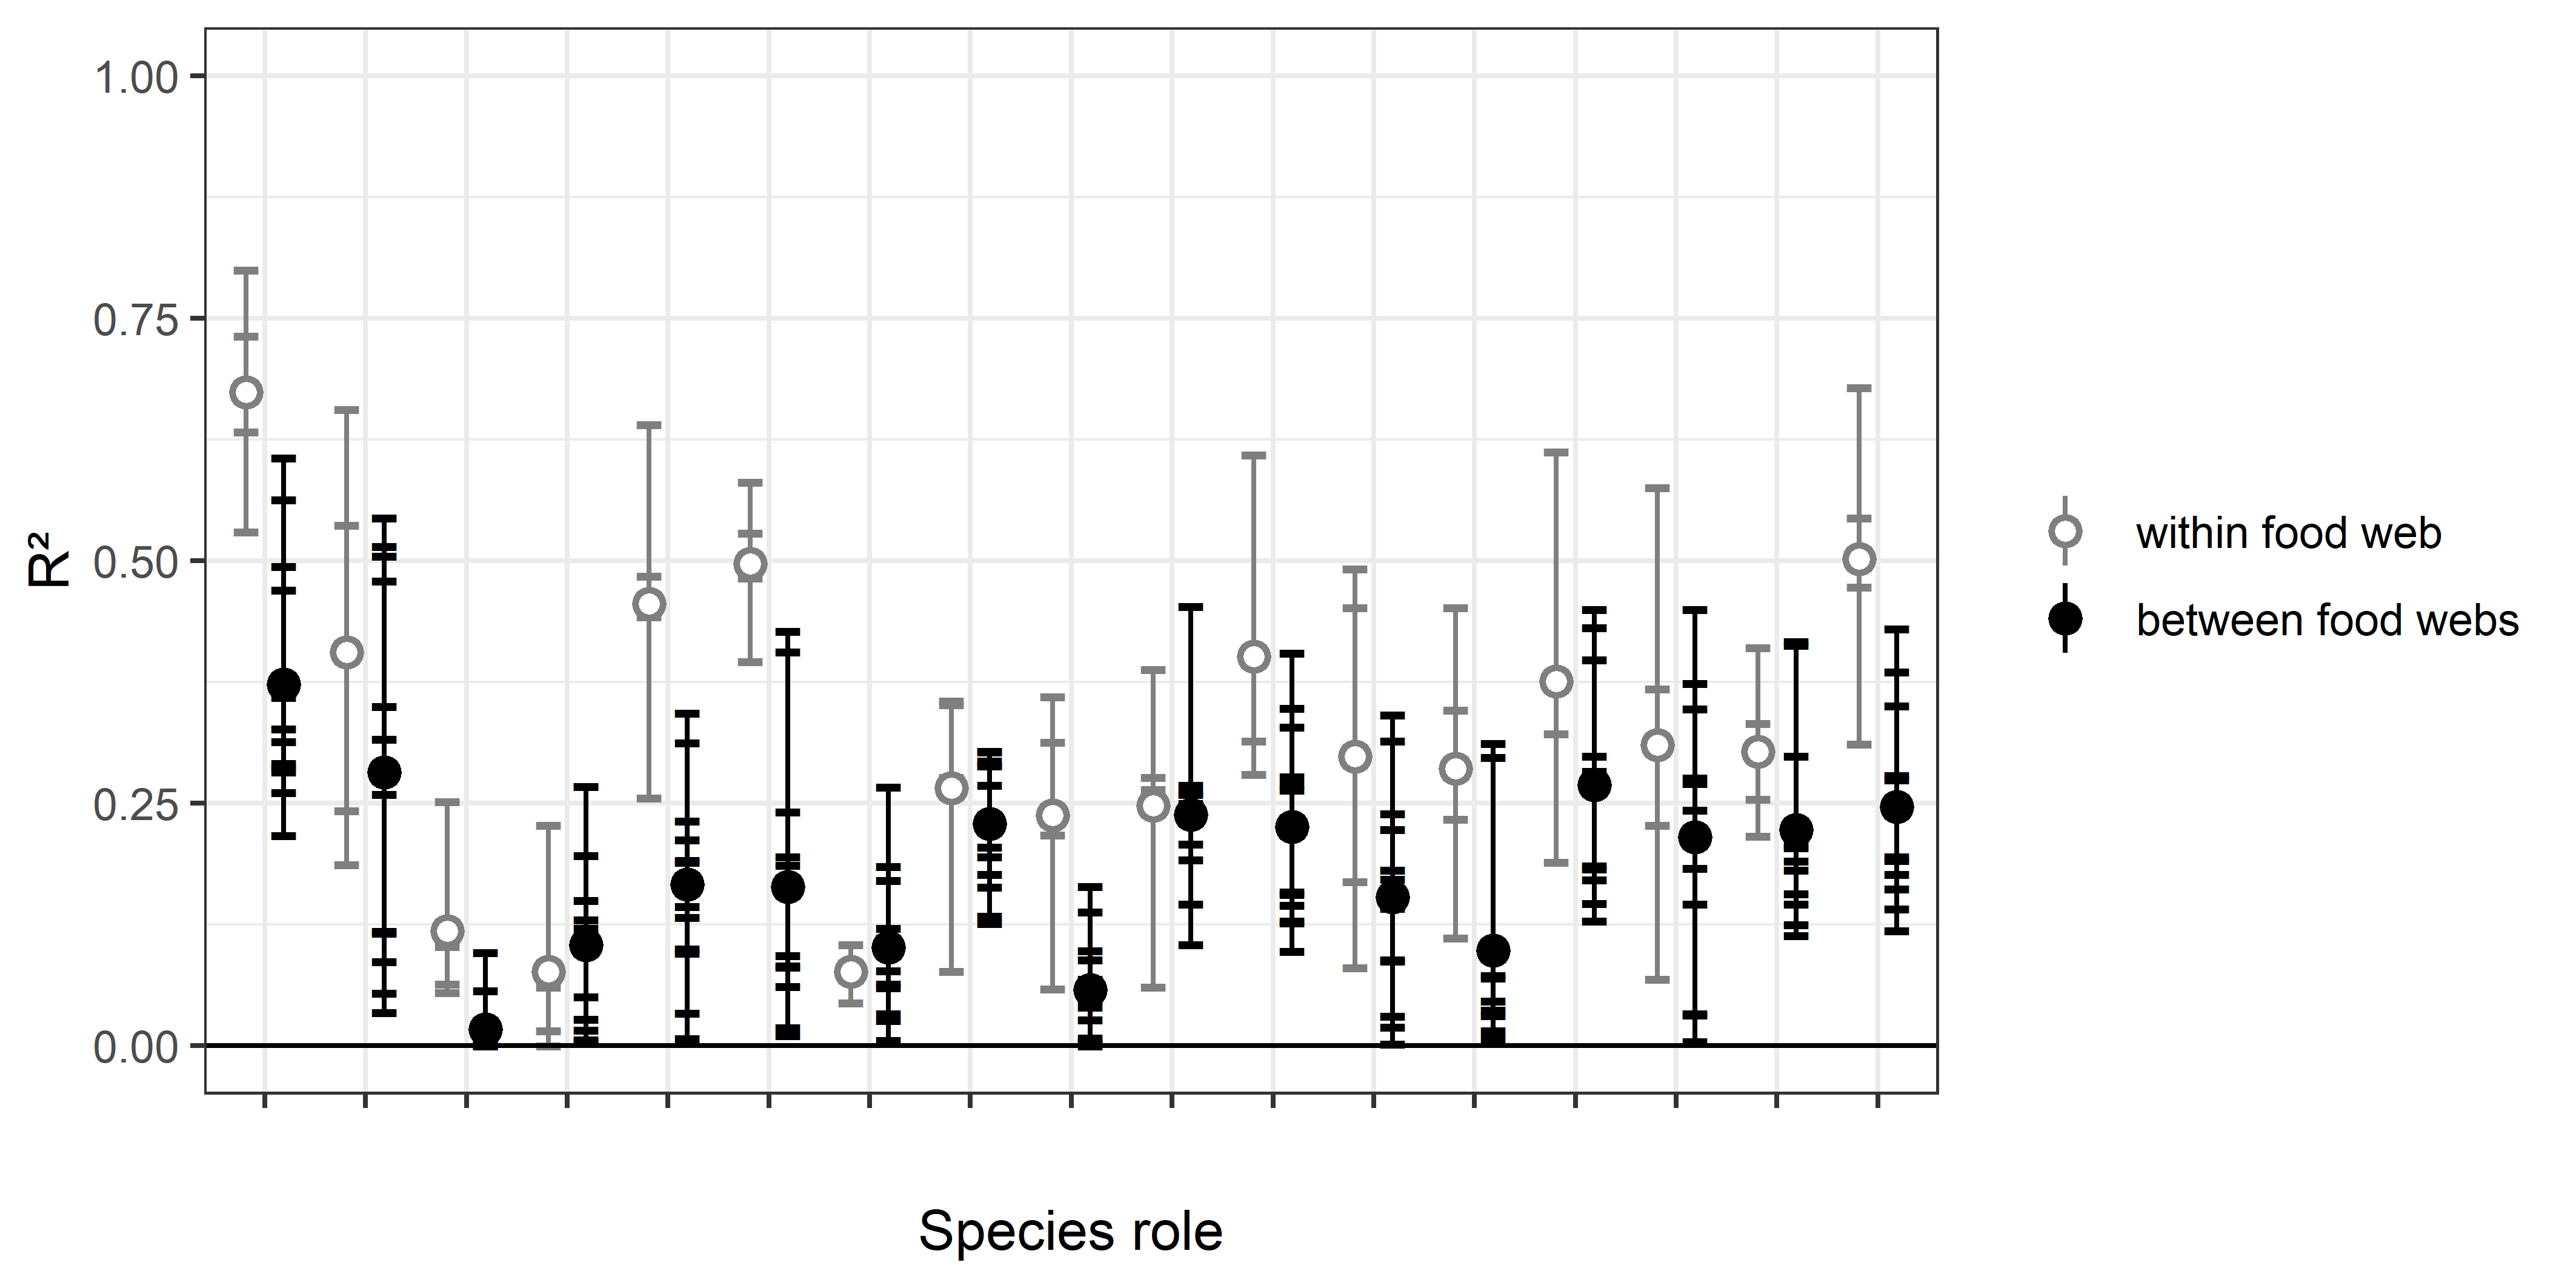 1.00
0.75
0.50
0.25
0.00
R²
Species role
within food web
between food webs